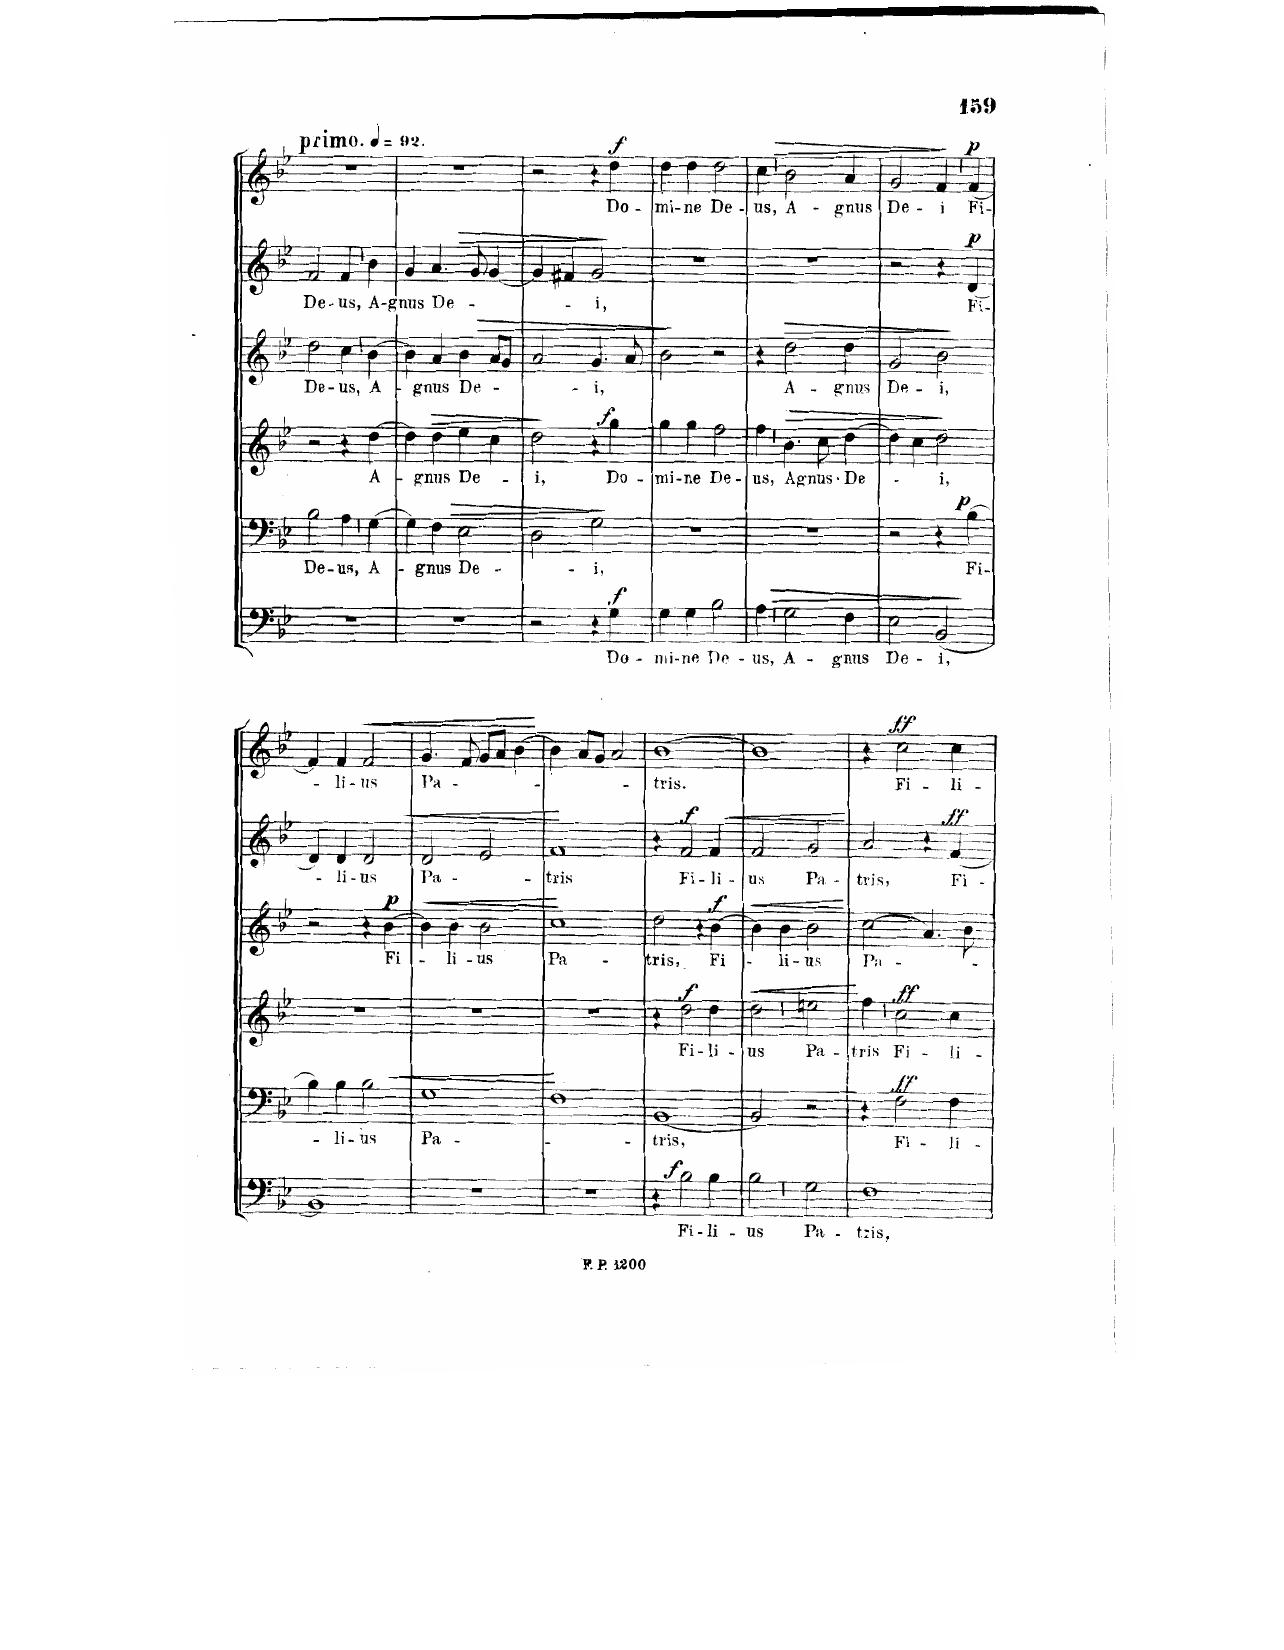 159
primo. ♩= 92.
f p
Do - mi-ne De - us, A - gnus De - i Fi-
p
De-us, A-gnus De - - i, Fi-
De-us, A - gnus De - - i, A - gnus De - i,
f
A - gnus De - i, Do - mi-ne De - us, Agnus De - i,
p
De-us, A - gnus De - - i, Fi-
f
Do - mi-ne De - us, A - gnus De - i,
ff
- li-us Pa - - - tris. Fi - li -
f ff
- li-us Pa - - tris Fi-li - us Pa - tris, Fi -
p f
Fi - li-us Pa - tris, Fi - li-us Pa - -
f ff
Fi-li - us Pa - tris Fi - li -
ff
- li-us Pa - - - tris, Fi - li -
f
Fi-li - us Pa - tris,
F. P. 1200